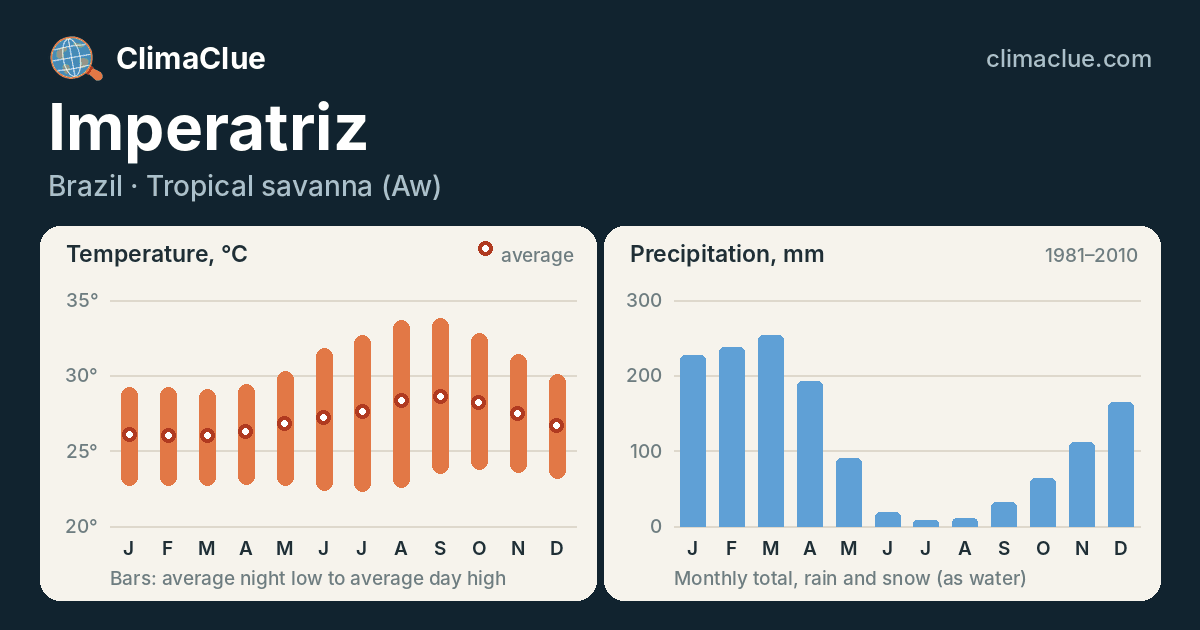 ClimaClue
climaclue.com
Imperatriz
Brazil · Tropical savanna (Aw)
Temperature, °C
average
35°
30°
25°
20°
J F M A M J J A S O N D
Bars: average night low to average day high
Precipitation, mm
1981–2010
300
200
100
0
J F M A M J J A S O N D
Monthly total, rain and snow (as water)